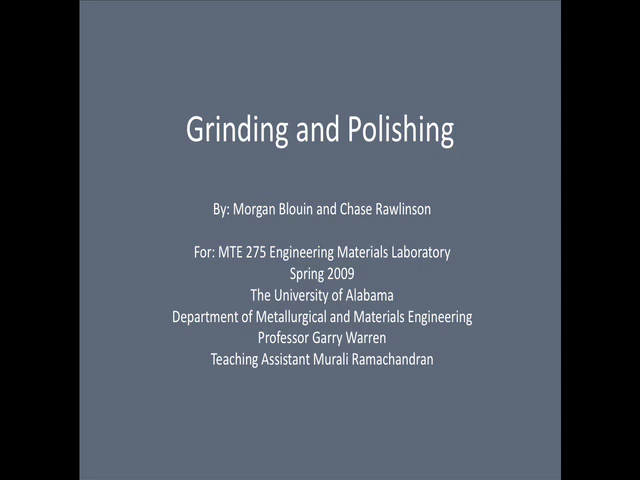 Grinding and Polishing
By: Morgan Blouin and Chase Rawlinson
For: MTE 275 Engineering Materials Laboratory
Spring 2009
The University of Alabama
Department of Metallurgical and Materials Engineering
Professor Garry Warren
Teaching Assistant Murali Ramachandran